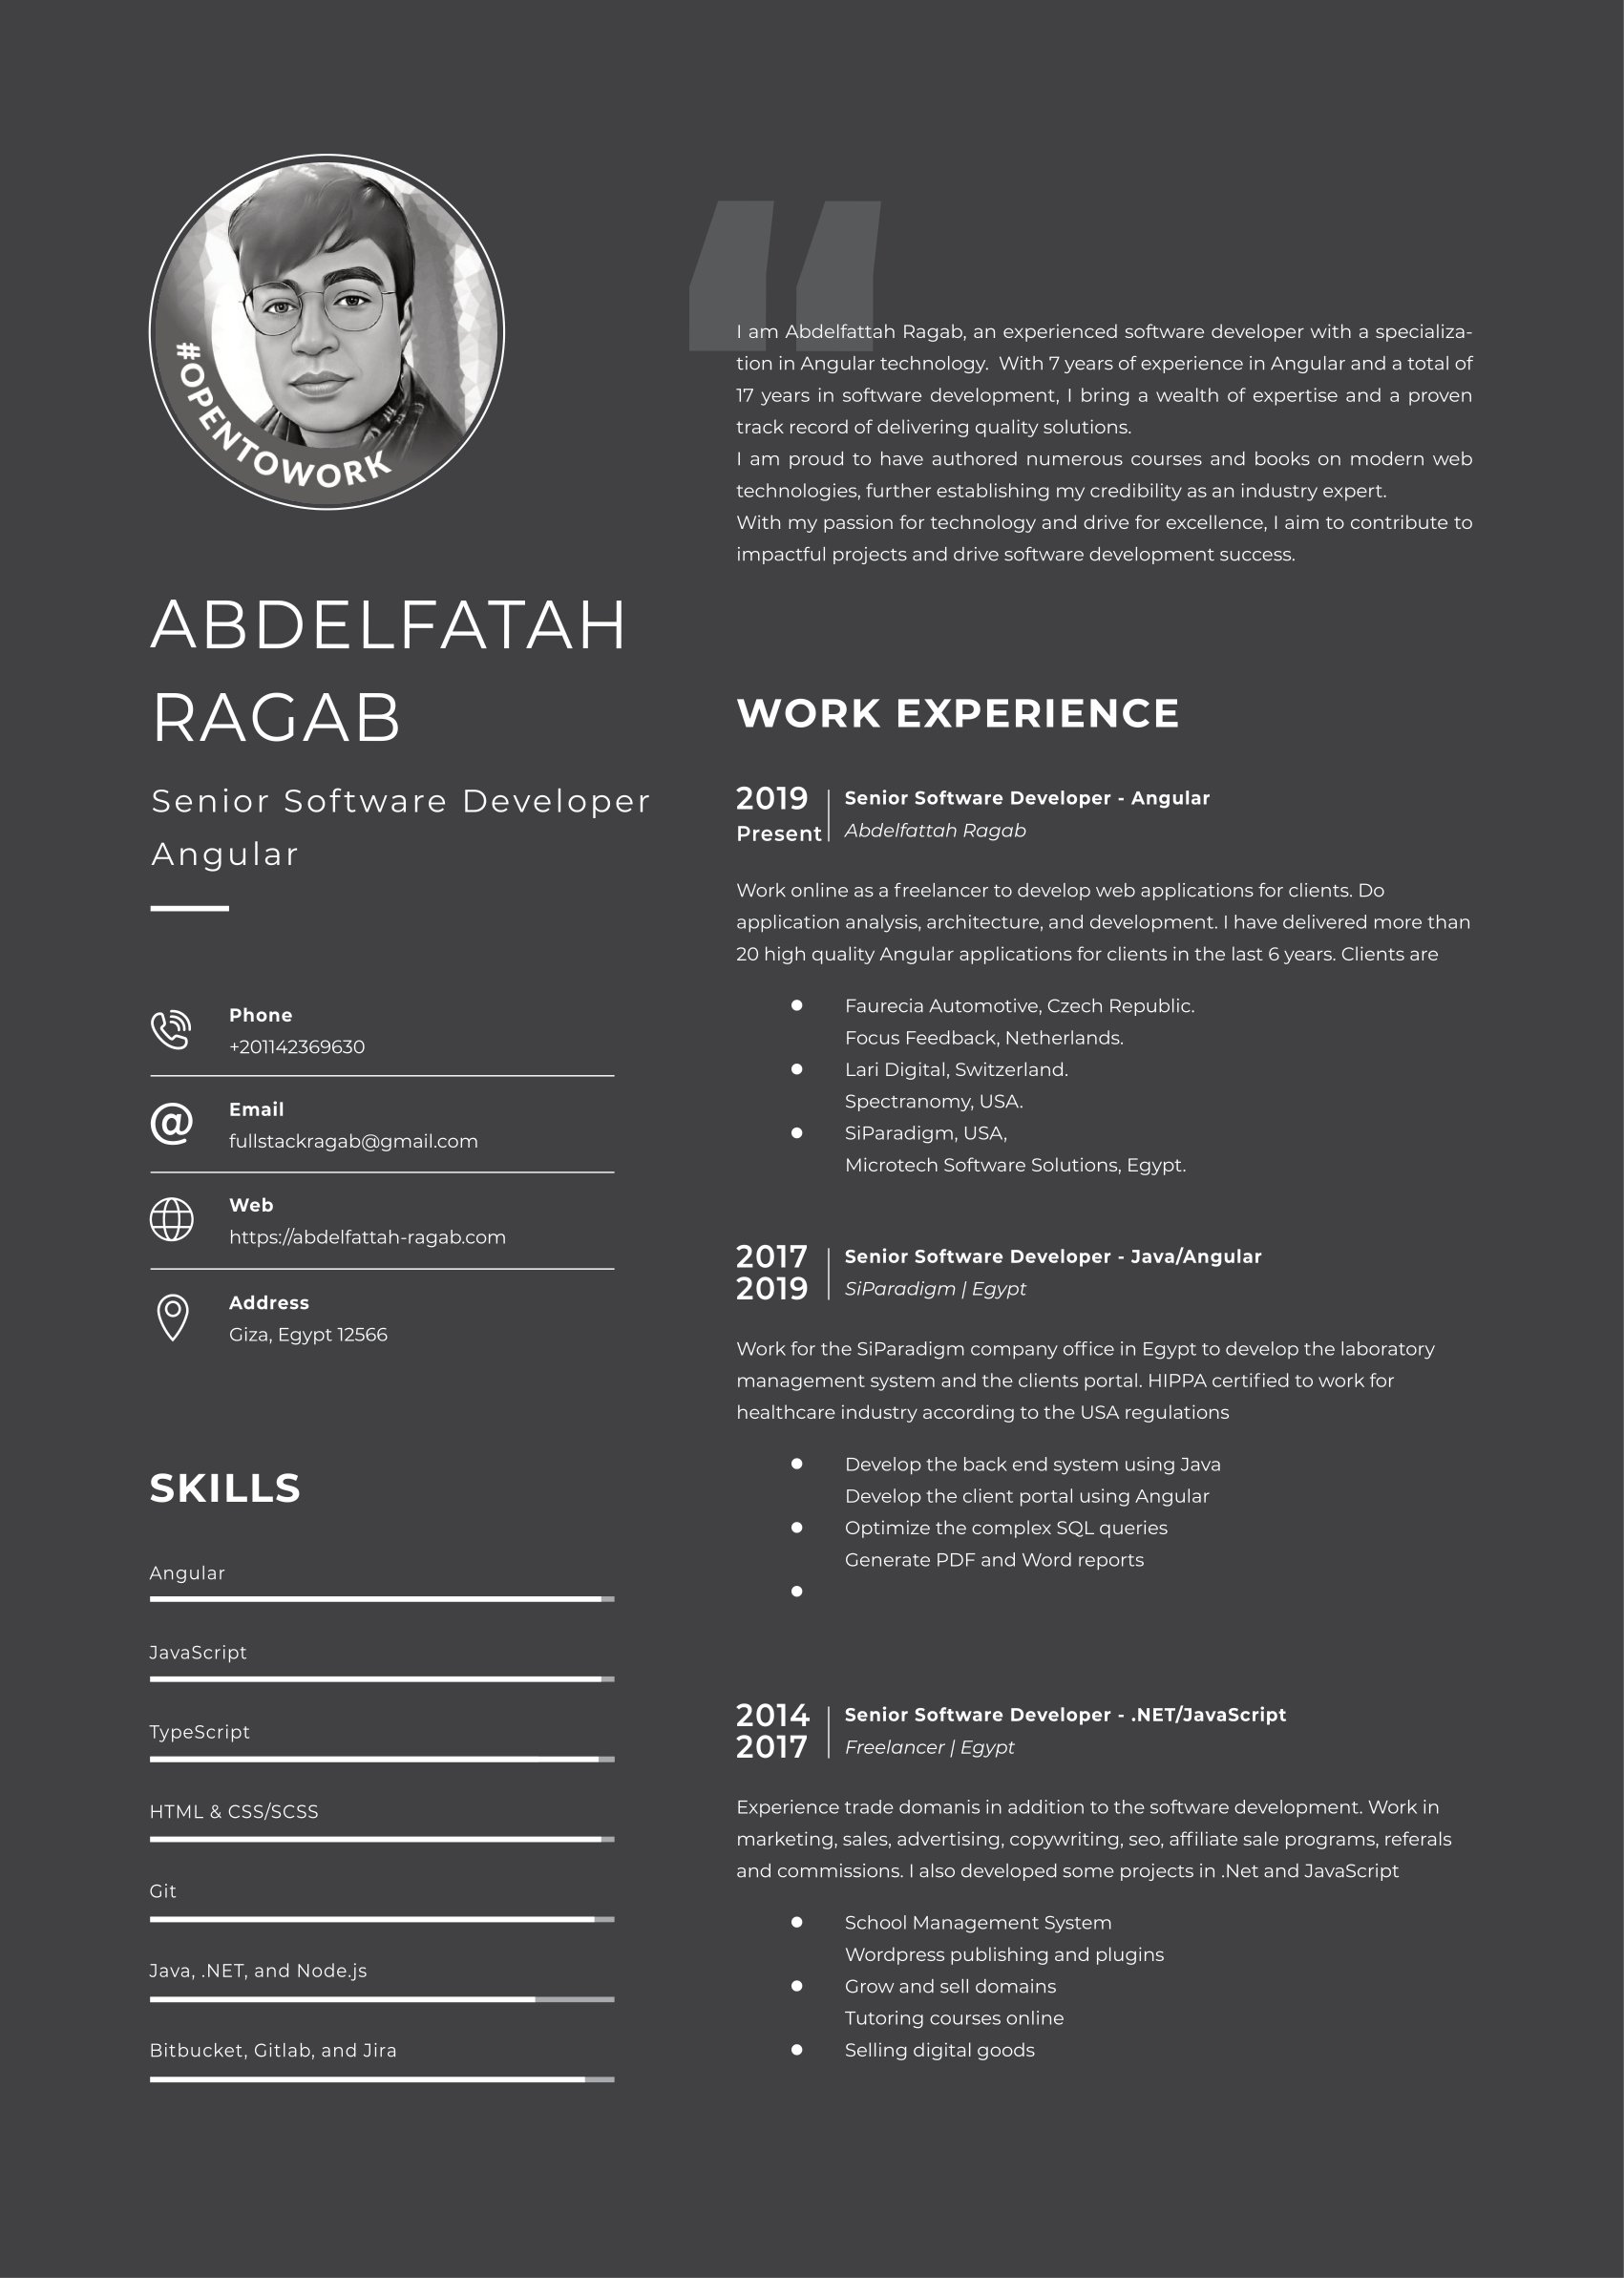 #OPENTOWORK
ABDELFATAH
RAGAB
Senior Software Developer
Angular
Phone
+201142369630
@
Email
fullstackragab@gmail.com
Web
https://abdelfattah-ragab.com
Address
Giza, Egypt 12566
SKILLS
Angular
JavaScript
TypeScript
HTML & CSS/SCSS
Git
Java, .NET, and Node.js
Bitbucket, Gitlab, and Jira
“
I am Abdelfattah Ragab, an experienced software developer with a specializa-
tion in Angular technology.  With 7 years of experience in Angular and a total of
17 years in software development, I bring a wealth of expertise and a proven
track record of delivering quality solutions.
I am proud to have authored numerous courses and books on modern web
technologies, further establishing my credibility as an industry expert.
With my passion for technology and drive for excellence, I aim to contribute to
impactful projects and drive software development success.
WORK EXPERIENCE
2019
Present
Senior Software Developer - Angular
Abdelfattah Ragab
Work online as a freelancer to develop web applications for clients. Do
application analysis, architecture, and development. I have delivered more than
20 high quality Angular applications for clients in the last 6 years. Clients are
● Faurecia Automotive, Czech Republic.
Focus Feedback, Netherlands.
● Lari Digital, Switzerland.
Spectranomy, USA.
● SiParadigm, USA,
Microtech Software Solutions, Egypt.
2017
2019
Senior Software Developer - Java/Angular
SiParadigm | Egypt
Work for the SiParadigm company office in Egypt to develop the laboratory
management system and the clients portal. HIPPA certified to work for
healthcare industry according to the USA regulations
● Develop the back end system using Java
Develop the client portal using Angular
● Optimize the complex SQL queries
Generate PDF and Word reports
●
2014
2017
Senior Software Developer - .NET/JavaScript
Freelancer | Egypt
Experience trade domanis in addition to the software development. Work in
marketing, sales, advertising, copywriting, seo, affiliate sale programs, referals
and commissions. I also developed some projects in .Net and JavaScript
● School Management System
Wordpress publishing and plugins
● Grow and sell domains
Tutoring courses online
● Selling digital goods